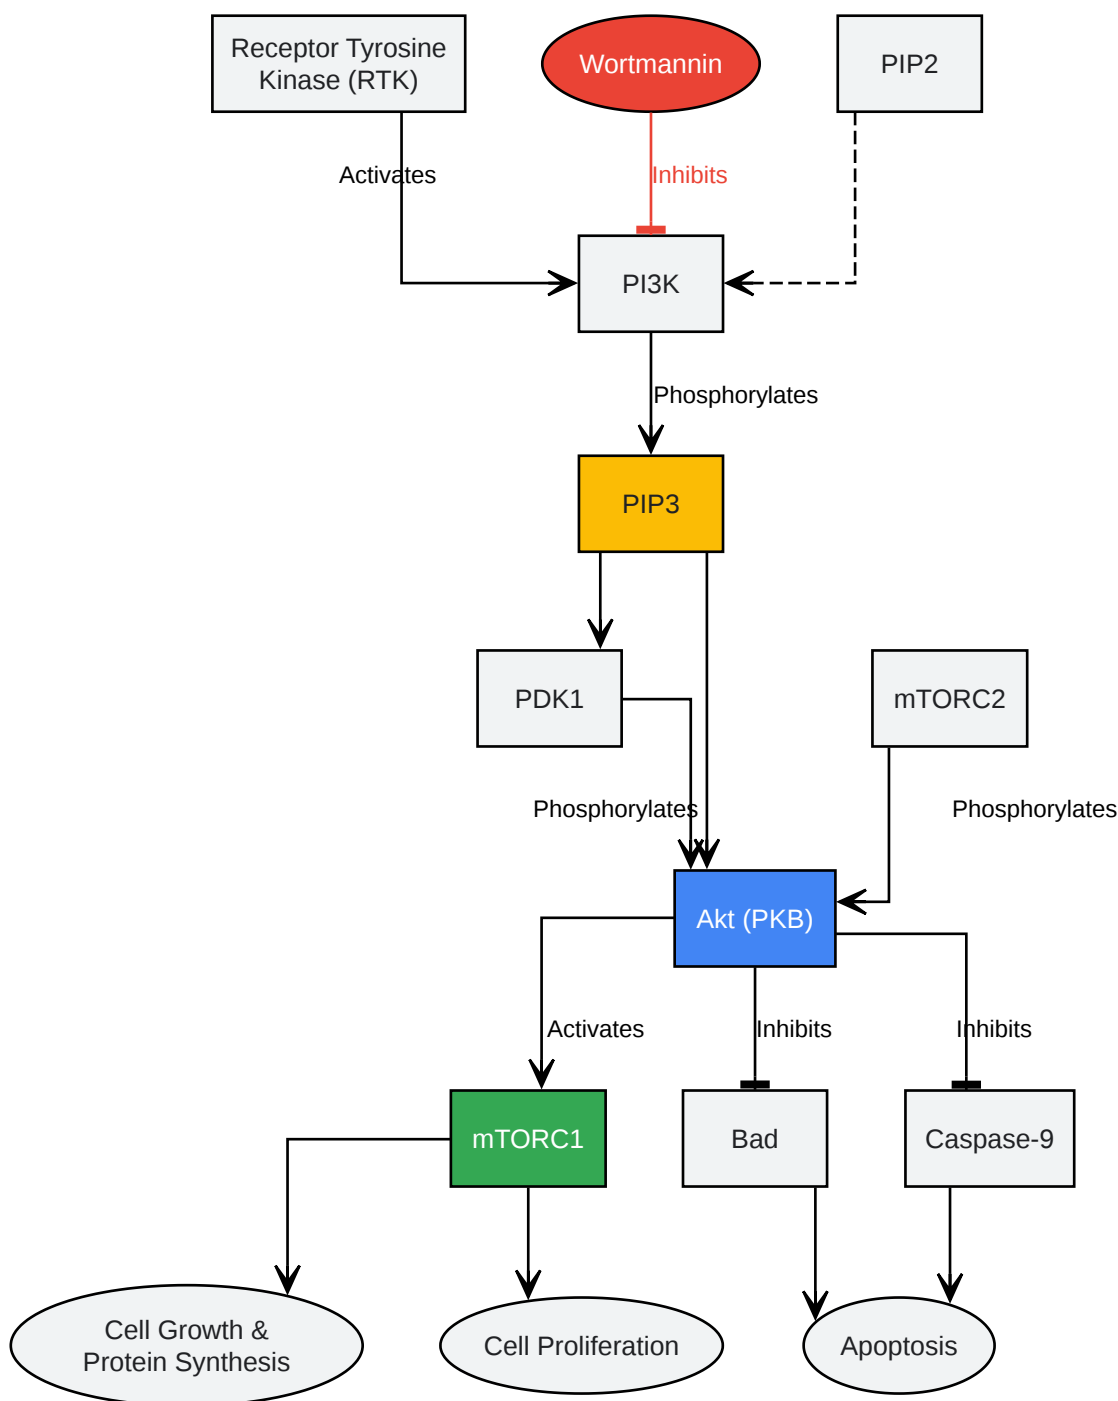 Receptor Tyrosine
Kinase (RTK)
Wortmannin
PIP2
Activates
Inhibits
PI3K
Phosphorylates
PIP3
PDK1
mTORC2
Phosphorylates
Phosphorylates
Akt (PKB)
Activates
Inhibits
Inhibits
mTORC1
Bad
Caspase-9
Cell Growth &
Protein Synthesis
Cell Proliferation
Apoptosis